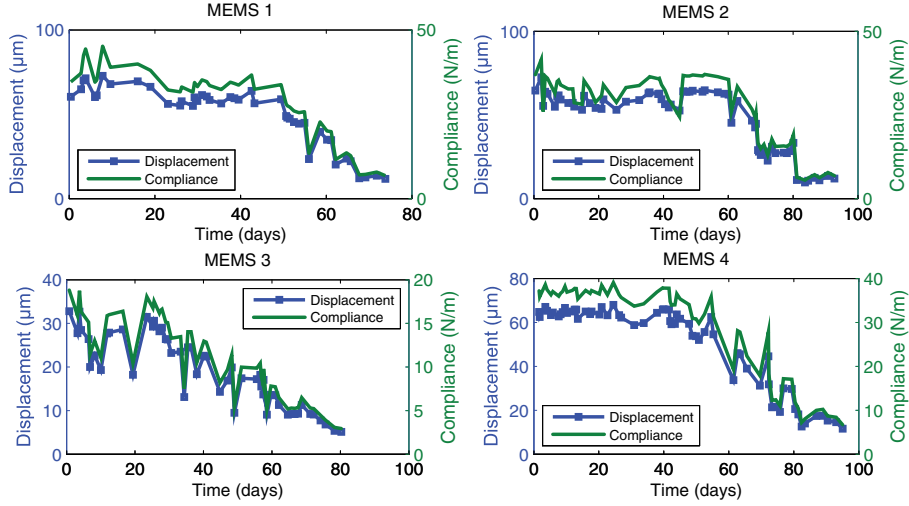 MEMS 1
MEMS 2
100
0
Displacement (µm)
50
0
Compliance (N/m)
Displacement
Compliance
0 20 40 60 80
Time (days)
100
0
Displacement (µm)
50
0
Compliance (N/m)
Displacement
Compliance
0 20 40 60 80 100
Time (days)
MEMS 3
MEMS 4
40
30
20
10
0
Displacement (µm)
20
15
10
5
0
Compliance (N/m)
Displacement
Compliance
0 20 40 60 80 100
Time (days)
80
60
40
20
0
Displacement (µm)
40
30
20
10
0
Compliance (N/m)
Displacement
Compliance
0 20 40 60 80 100
Time (days)